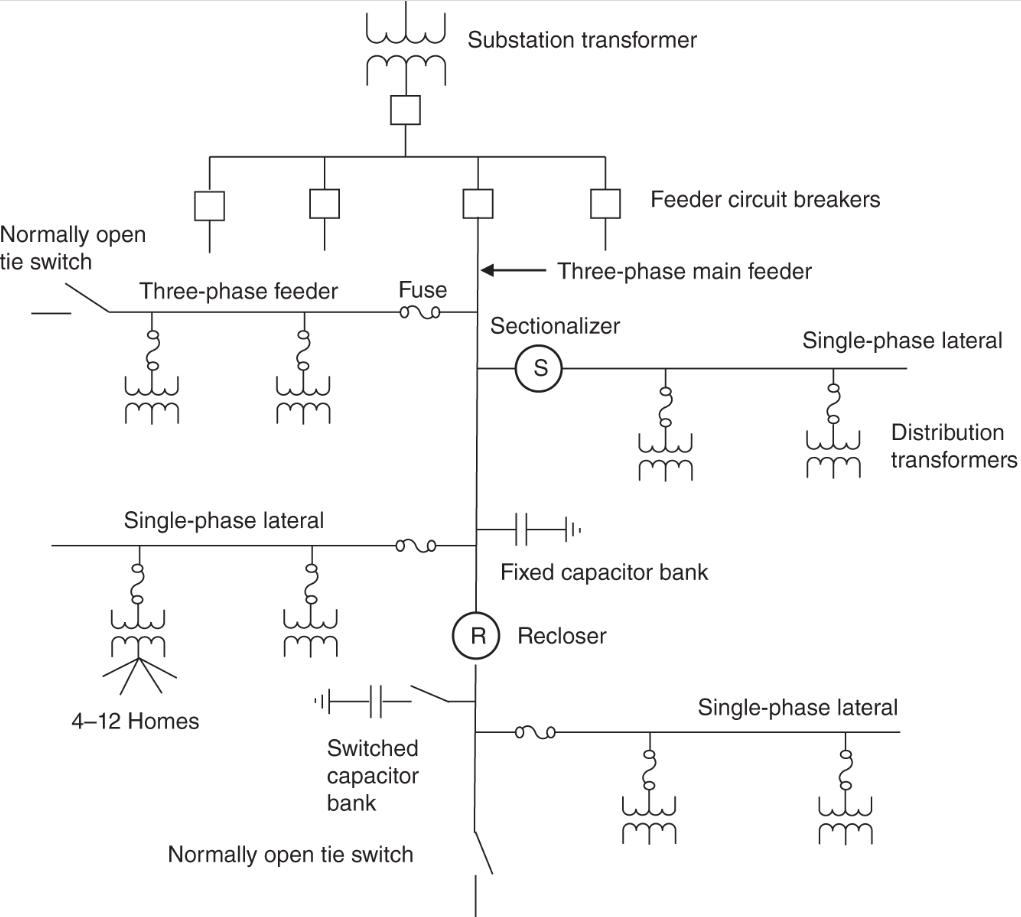 Substation transformer
Feeder circuit breakers
Normally open
tie switch
Three-phase main feeder
Three-phase feeder
Fuse
Sectionalizer
Single-phase lateral
S
Distribution
transformers
Single-phase lateral
Fixed capacitor bank
R
Recloser
4–12 Homes
Single-phase lateral
Switched
capacitor
bank
Normally open tie switch